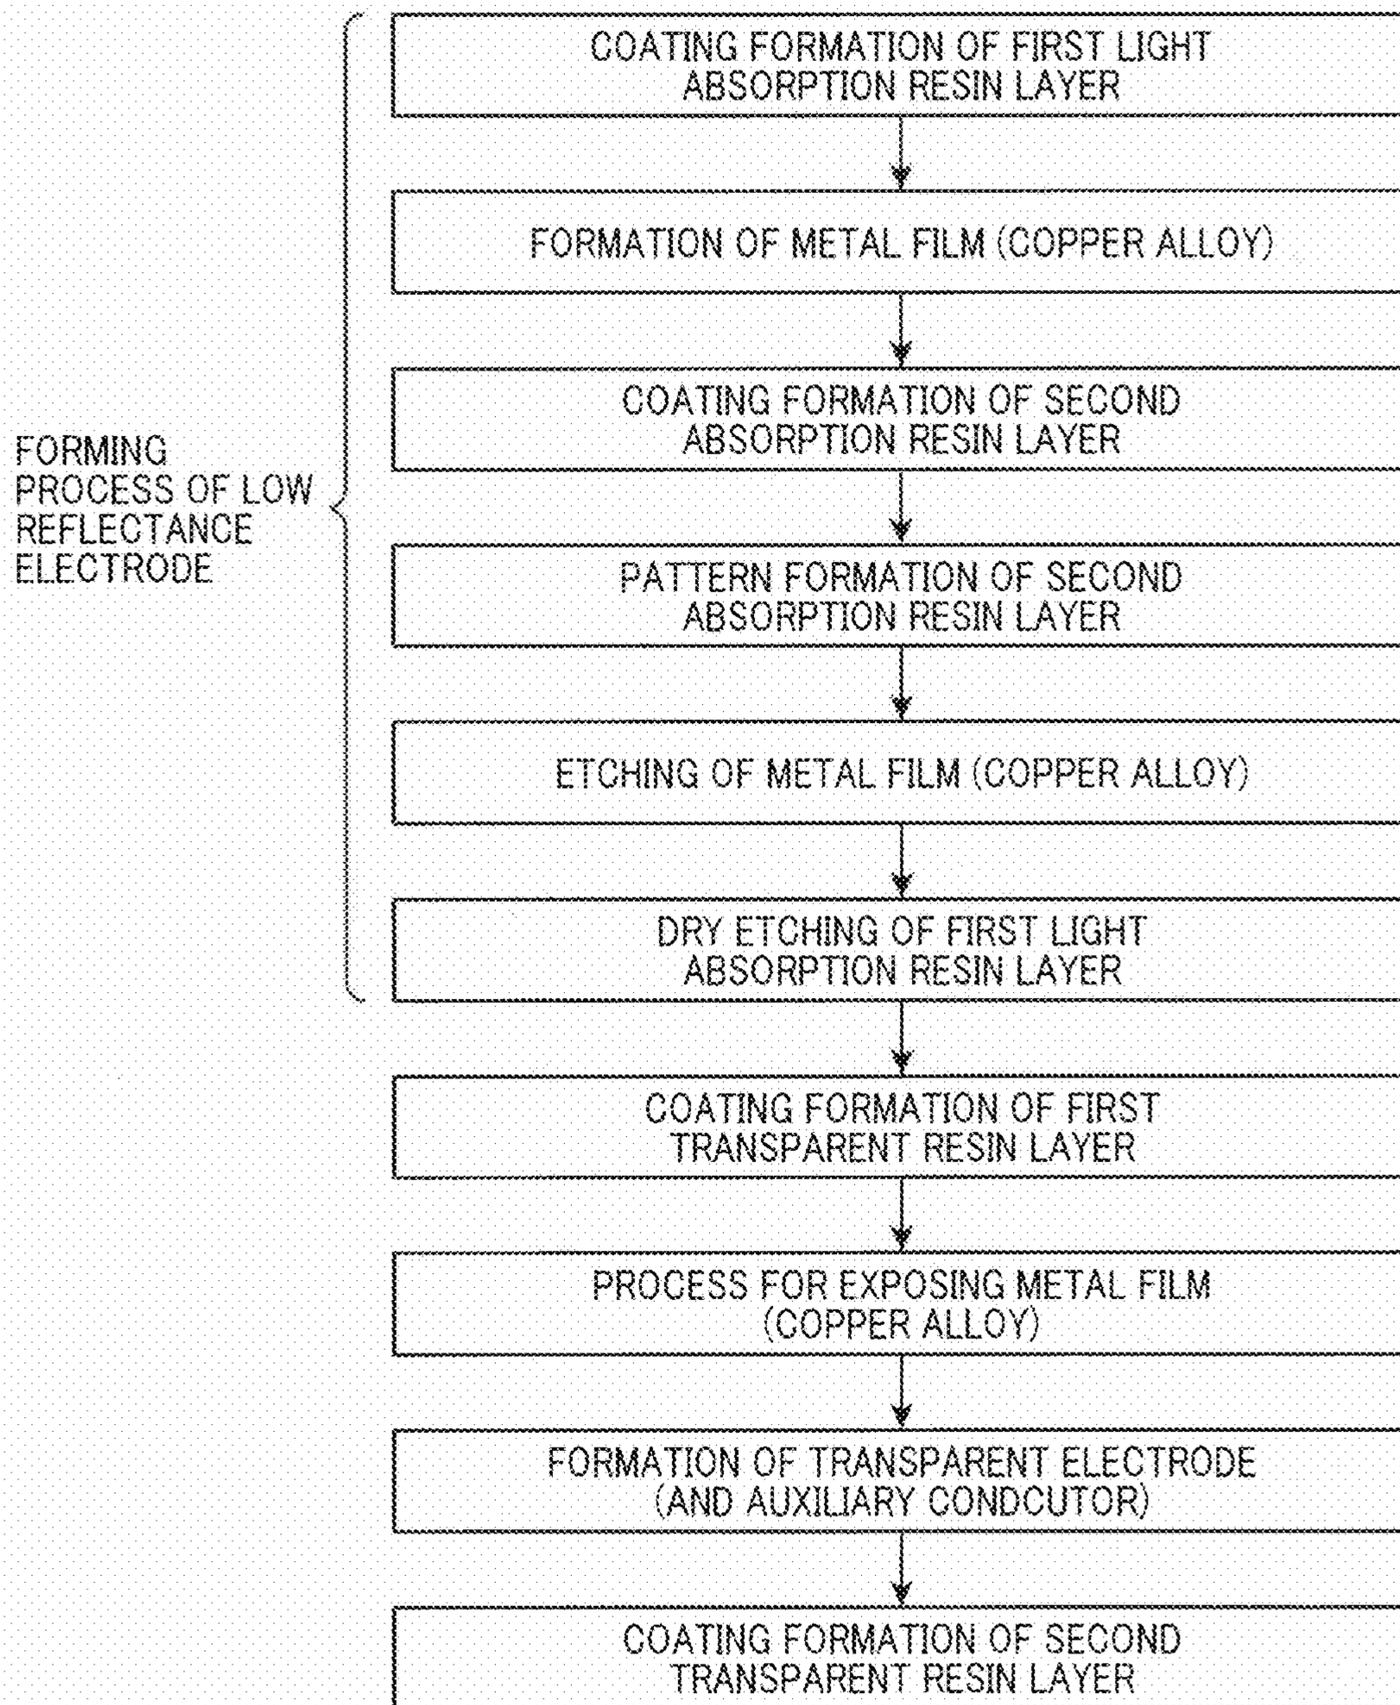 COATING FORMATION OF FIRST LIGHT
ABSORPTION RESIN LAYER
FORMATION OF METAL FILM (COPPER ALLOY)
COATING FORMATION OF SECOND
ABSORPTION RESIN LAYER
FORMING
PROCESS OF LOW
REFLECTANCE
ELECTRODE
PATTERN FORMATION OF SECOND
ABSORPTION RESIN LAYER
ETCHING OF METAL FILM (COPPER ALLOY)
DRY ETCHING OF FIRST LIGHT
ABSORPTION RESIN LAYER
COATING FORMATION OF FIRST
TRANSPARENT RESIN LAYER
PROCESS FOR EXPOSING METAL FILM
(COPPER ALLOY)
FORMATION OF TRANSPARENT ELECTRODE
(AND AUXILIARY CONDCUTOR)
COATING FORMATION OF SECOND
TRANSPARENT RESIN LAYER